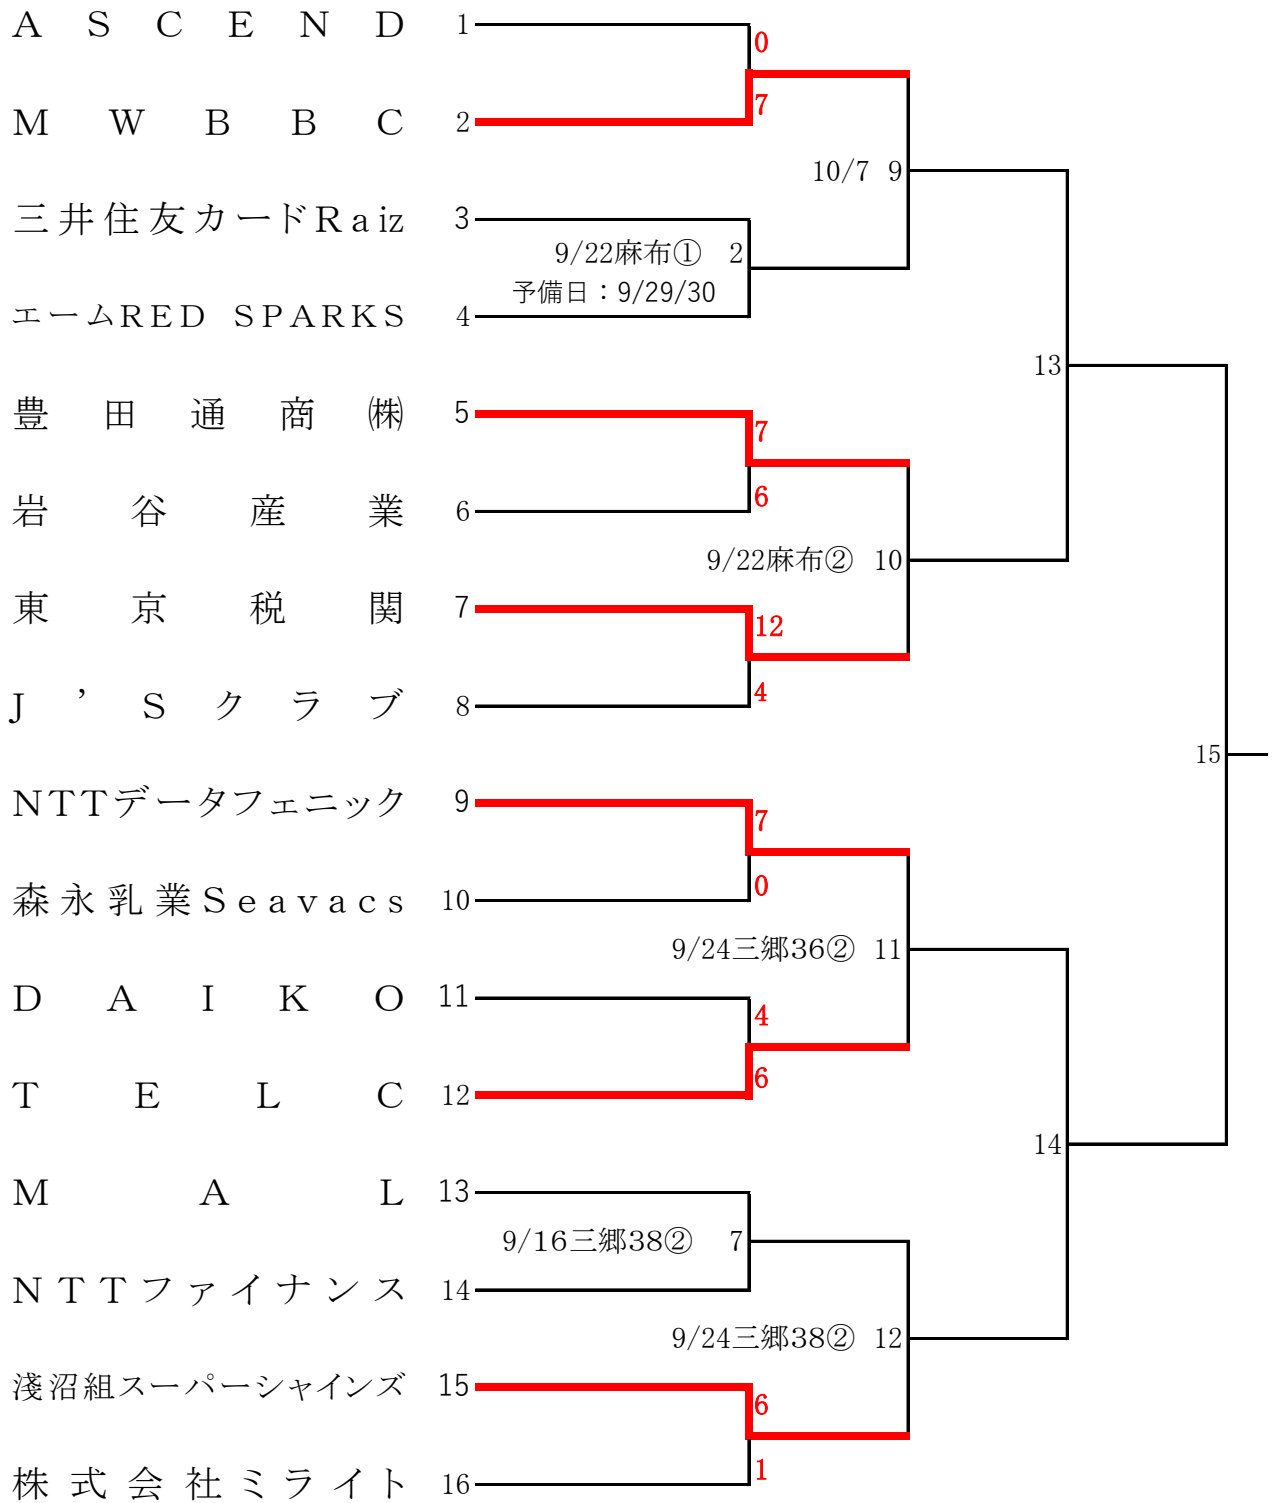 ASCEND 1
0
7
MWBBC 2
10/7 9
三井住友カードRaiz 3
9/22麻布① 2
予備日：9/29/30
エームRED SPARKS 4
13
豊田通商㈱ 5
7
6
岩谷産業 6
9/22麻布② 10
東京税関 7
12
4
J’Sクラブ 8
15
NTTデータフェニック 9
7
0
森永乳業Seavacs 10
9/24三郷36② 11
DAIKO 11
4
6
TELC 12
14
MAL 13
9/16三郷38② 7
NTTファイナンス 14
9/24三郷38② 12
淺沼組スーパーシャインズ 15
6
1
株式会社ミライト 16